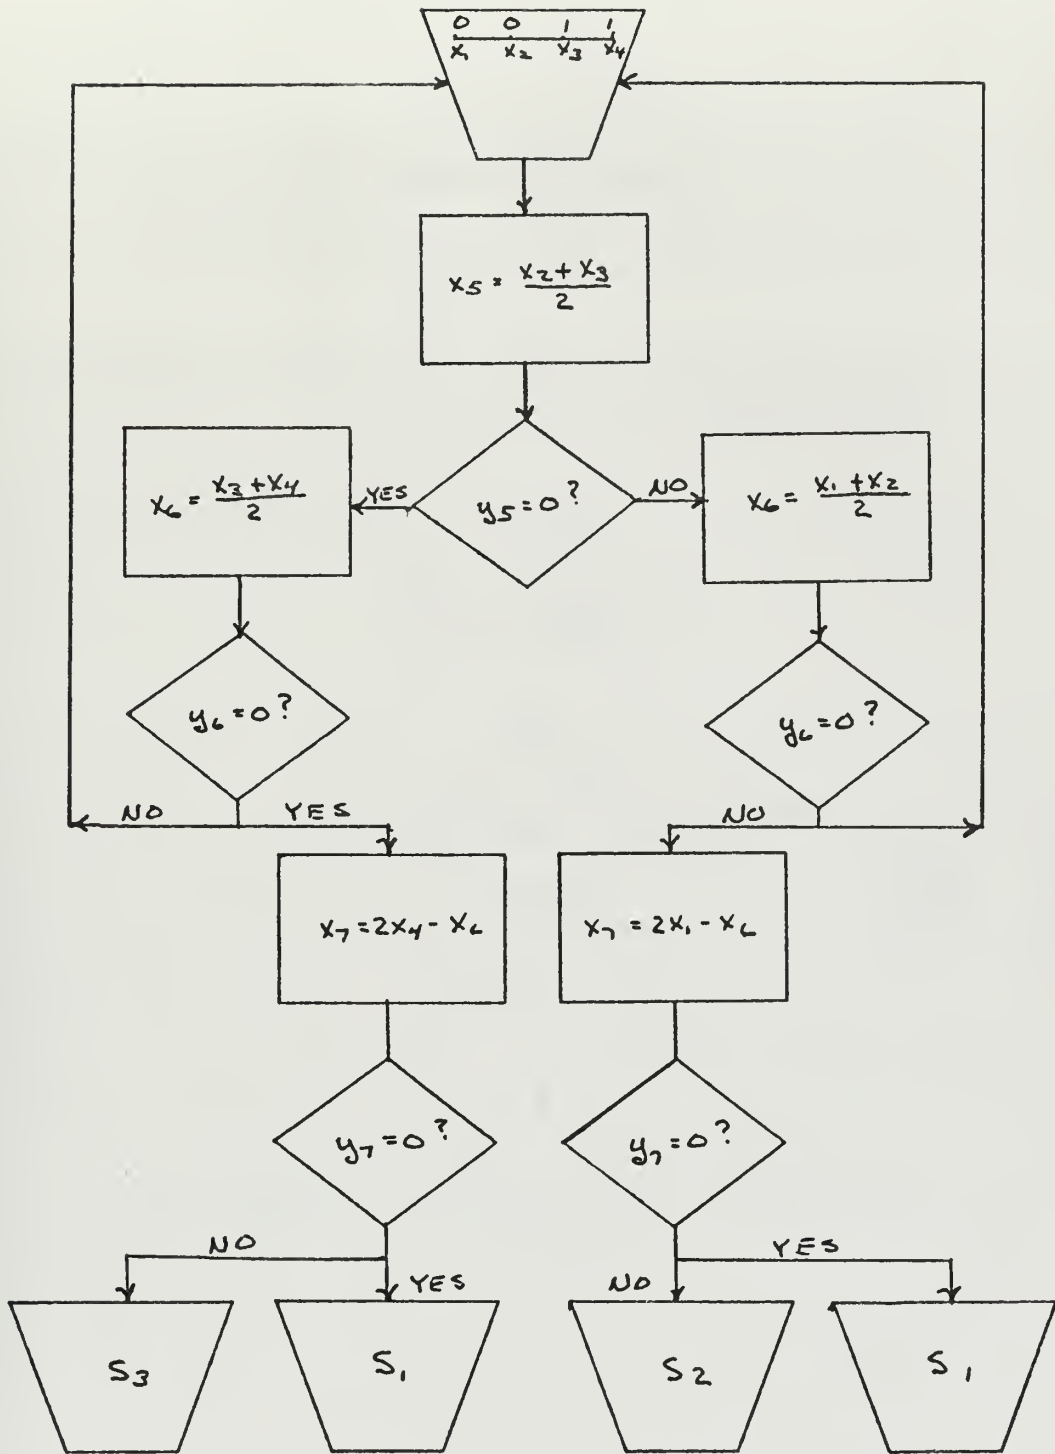 0 0 1 1
x₁ x₂ x₃ x₄
x₅ = (x₂ + x₃)/2
y₅ = 0 ?
YES
NO
x₆ = (x₃ + x₄)/2
x₆ = (x₁ + x₂)/2
y₆ = 0 ?
y₆ = 0 ?
NO YES
NO
x₇ = 2x₄ - x₆
x₇ = 2x₁ - x₆
y₇ = 0 ?
y₇ = 0 ?
NO
YES
NO
YES
S₃
S₁
S₂
S₁